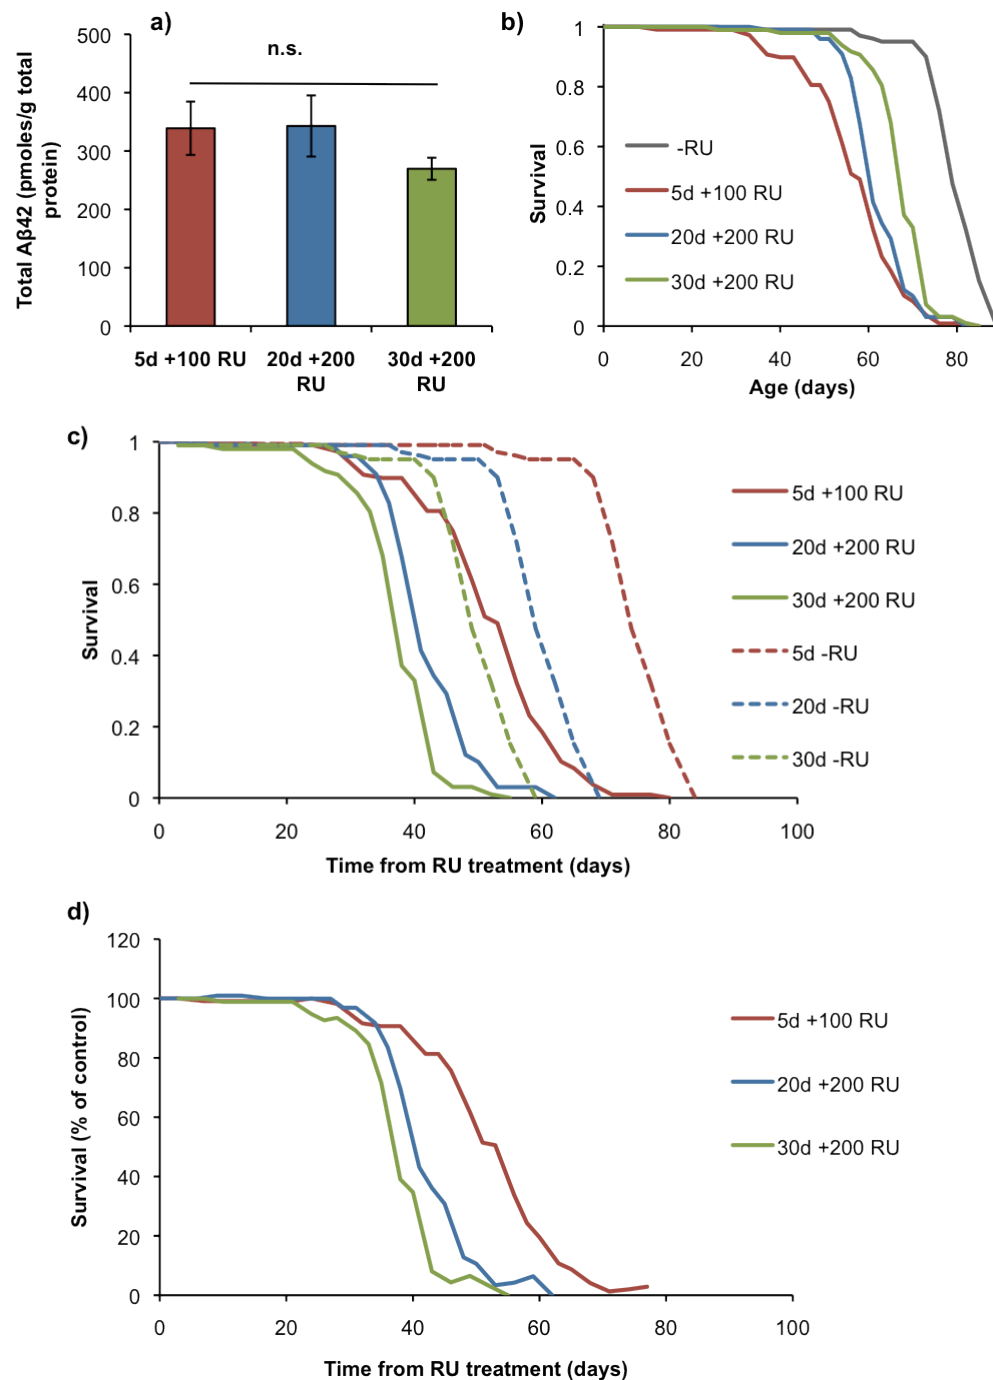 a)
n.s.
Total Aβ42 (pmoles/g total
protein)
500
400
300
200
100
0
5d +100 RU
20d +200
RU
30d +200
RU
b)
Survival
1
0.8
0.6
0.4
0.2
0
-RU
5d +100 RU
20d +200 RU
30d +200 RU
0 20 40 60 80
Age (days)
c)
Survival
1
0.8
0.6
0.4
0.2
0
0 20 40 60 80 100
Time from RU treatment (days)
5d +100 RU
20d +200 RU
30d +200 RU
5d -RU
20d -RU
30d -RU
d)
Survival (% of control)
120
100
80
60
40
20
0
0 20 40 60 80 100
Time from RU treatment (days)
5d +100 RU
20d +200 RU
30d +200 RU